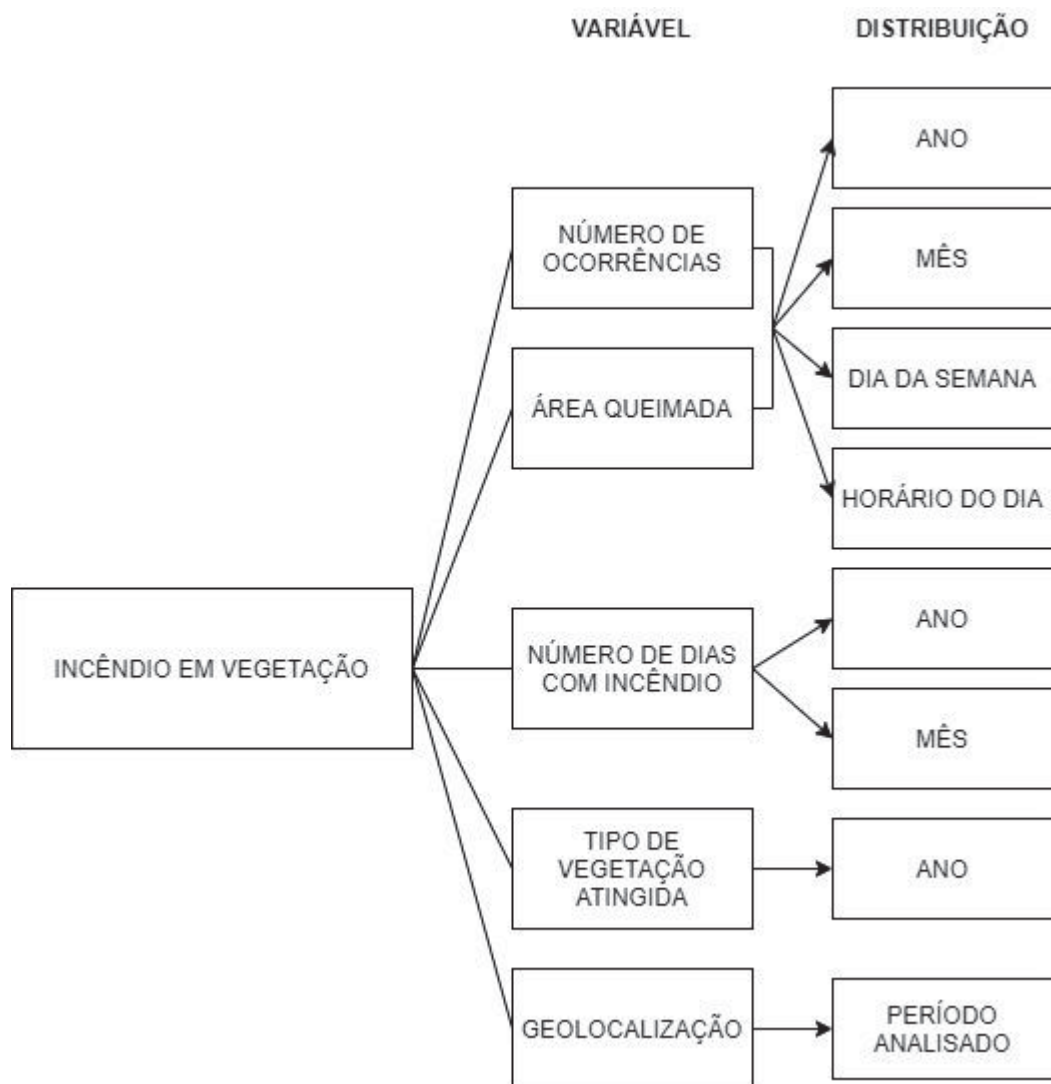 VARIÁVEL
DISTRIBUIÇÃO
INCÊNDIO EM VEGETAÇÃO
NÚMERO DE
OCORRÊNCIAS
ÁREA QUEIMADA
ANO
MÊS
DIA DA SEMANA
HORÁRIO DO DIA
NÚMERO DE DIAS
COM INCÊNDIO
ANO
MÊS
TIPO DE
VEGETAÇÃO
ATINGIDA
ANO
GEOLOCALIZAÇÃO
PERÍODO
ANALISADO